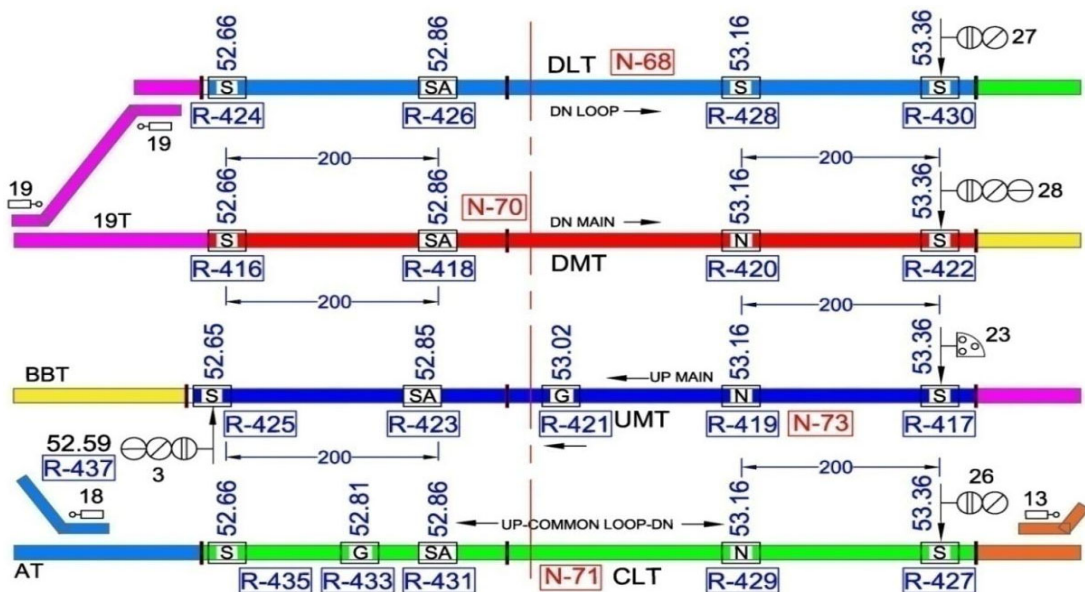 52.66 52.86 53.16 53.36 27
DLT N-68
S SA S S
R-424 R-426 DN LOOP R-428 R-430
19
200 200
19 52.66 52.86 53.16 53.36 28
19T N-70 DN MAIN
S SA N S
R-416 R-418 DMT R-420 R-422
200 200
52.65 52.85 53.02 53.16 53.36 23
BBT UP MAIN
S SA G N S
R-425 R-423 R-421 UMT R-419 N-73 R-417
52.59
R-437 3 200 200
18 52.66 52.81 52.86 53.16 53.36 26 13
UP-COMMON LOOP-DN
S G SA N S
AT R-435 R-433 R-431 N-71 CLT R-429 R-427